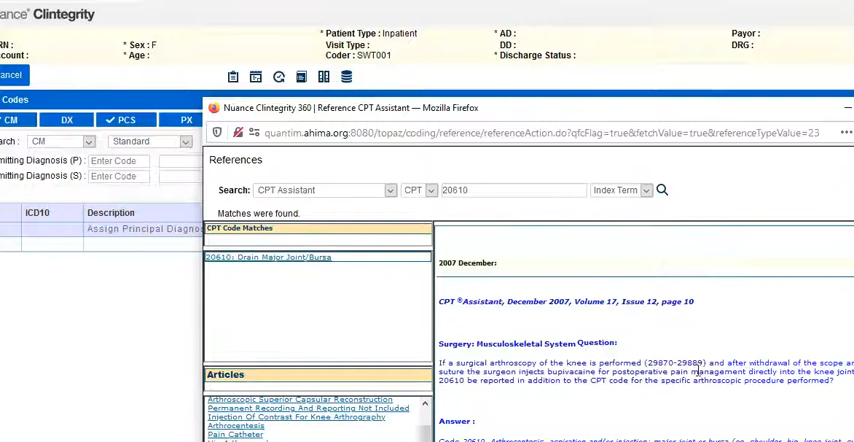 Nuance® Clintegrity
* Patient Type : Inpatient
* AD :
Payor :
RN :
* Sex : F
Visit Type :
DD :
DRG :
count :
* Age :
Coder : SWT001
* Discharge Status :
ancel
Codes
CM
DX
PCS
PX
arch :
CM
Standard
mitting Diagnosis (P) :
Enter Code
mitting Diagnosis (S) :
Enter Code
ICD10
Description
Assign Principal Diagnos
Nuance Clintegrity 360 | Reference CPT Assistant — Mozilla Firefox
quantim.ahima.org:8080/topaz/coding/reference/referenceAction.do?qfcFlag=true&fetchValue=true&referenceTypeValue=23
References
Search:
CPT Assistant
CPT
20610
Index Term
Matches were found.
CPT Code Matches
20610: Drain Major Joint/Bursa
Articles
Arthroscopic Superior Capsular Reconstruction
Permanent Recording And Reporting Not Included
Injection Of Contrast For Knee Arthrography
Arthrocentesis
Pain Catheter
2007 December:
CPT ®Assistant, December 2007, Volume 17, Issue 12, page 10
Surgery: Musculoskeletal System Question:
If a surgical arthroscopy of the knee is performed (29870-29889) and after withdrawal of the scope a
suture the surgeon injects bupivacaine for postoperative pain management directly into the knee joint
20610 be reported in addition to the CPT code for the specific arthroscopic procedure performed?
Answer :